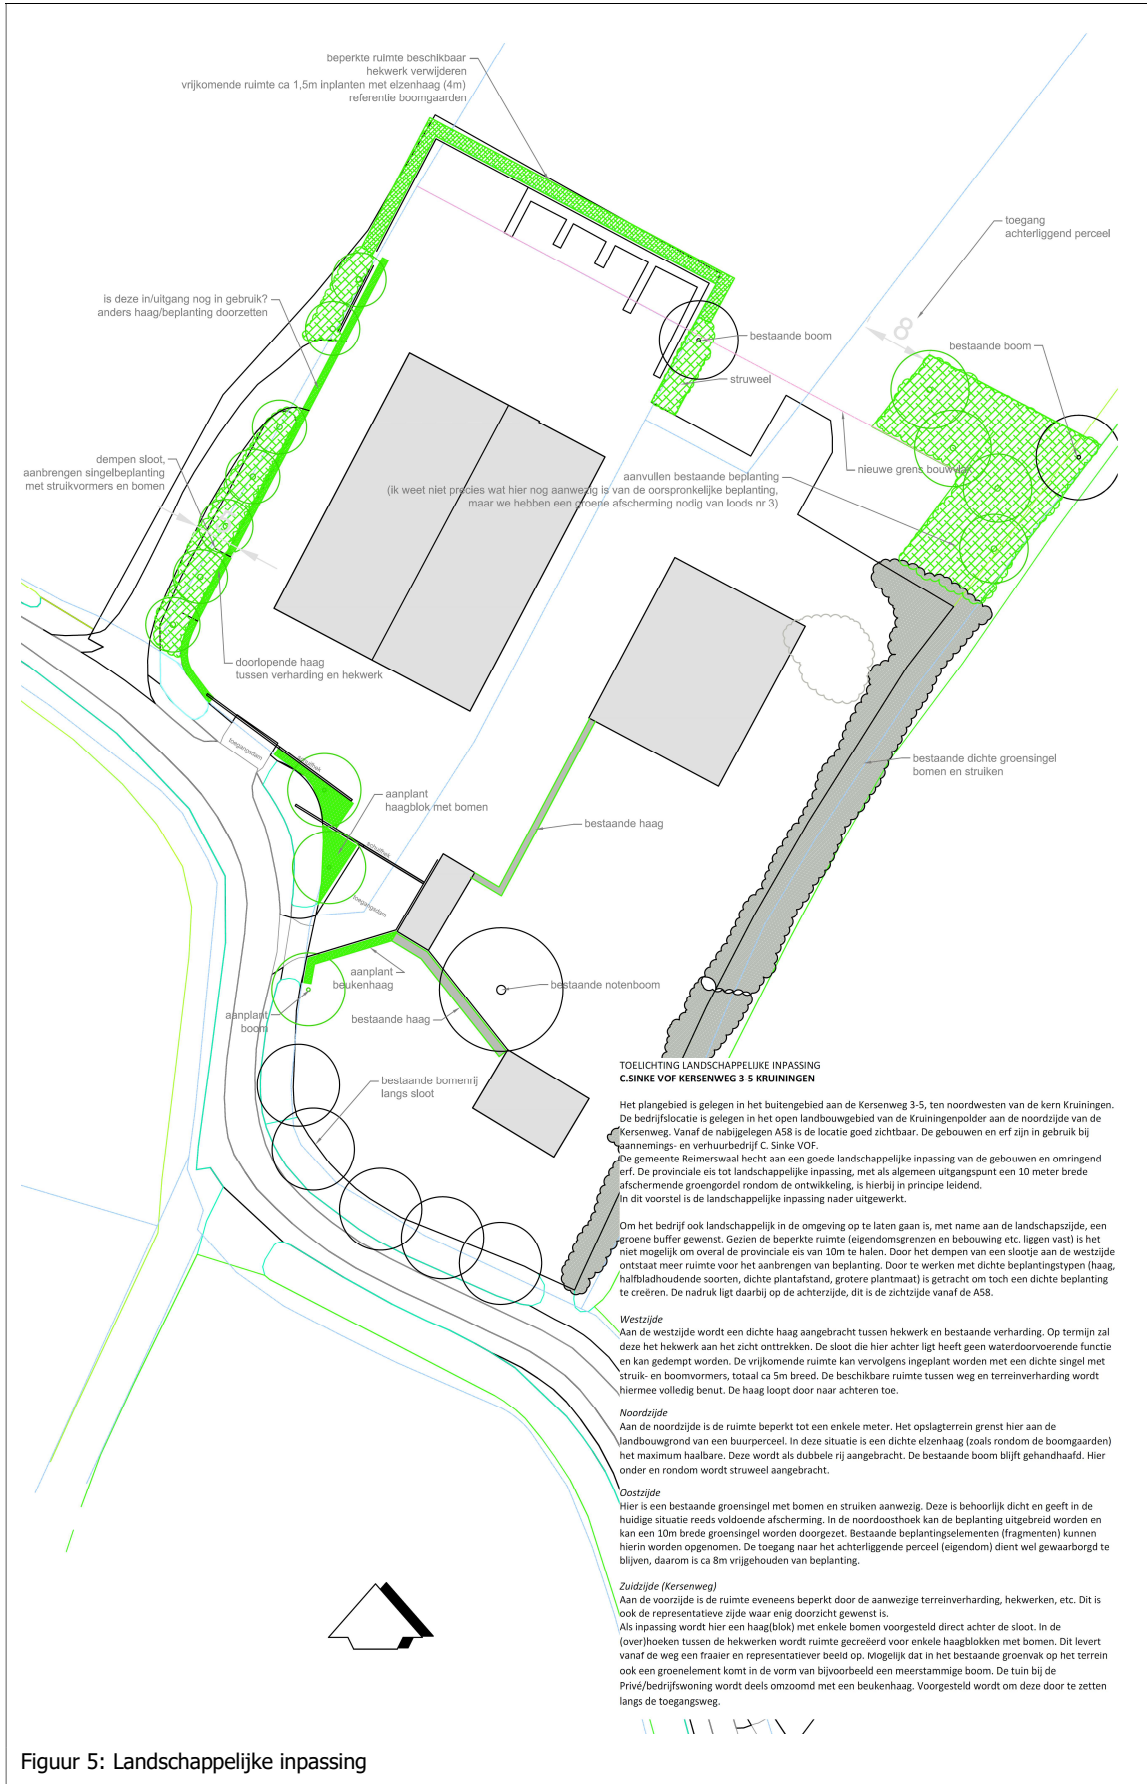 beperkte ruimte beschikbaar
hekwerk verwijderen
vrijkomende ruimte ca 1,5m inplanten met elzenhaag (4m)
referentie boomgaarden
toegang
achterliggend perceel
is deze in/uitgang nog in gebruik?
anders haag/beplanting doorzetten
8
bestaande boom
bestaande boom
struweel
dempen sloot,
aanbrengen singelbeplanting
met struikvormers en bomen
nieuwe grens bouwvlak
aanvullen bestaande beplanting
(ik weet niet precies wat hier nog aanwezig is van de oorspronkelijke beplanting,
maar we hebben een groene afscherming nodig van loods nr 3)
doorlopende haag
tussen verharding en hekwerk
toegangsdam
schuifhek
bestaande dichte groensingel
bomen en struiken
aanplant
haagblok met bomen
bestaande haag
schuifhek
toegangsdam
aanplant
beukenhaag
bestaande notenboom
aanplant
boom
bestaande haag
bestaande bomenrij
langs sloot
TOELICHTING LANDSCHAPPELIJKE INPASSING
C.SINKE VOF KERSENWEG 3-5 KRUININGEN
Het plangebied is gelegen in het buitengebied aan de Kersenweg 3-5, ten noordwesten van de kern Kruiningen.
De bedrijfslocatie is gelegen in het open landbouwgebied van de Kruiningenpolder aan de noordzijde van de
Kersenweg. Vanaf de nabijgelegen A58 is de locatie goed zichtbaar. De gebouwen en erf zijn in gebruik bij
aannemings- en verhuurbedrijf C. Sinke VOF.
De gemeente Reimerswaal hecht aan een goede landschappelijke inpassing van de gebouwen en omringend
erf. De provinciale eis tot landschappelijke inpassing, met als algemeen uitgangspunt een 10 meter brede
afschermende groengordel rondom de ontwikkeling, is hierbij in principe leidend.
In dit voorstel is de landschappelijke inpassing nader uitgewerkt.
Om het bedrijf ook landschappelijk in de omgeving op te laten gaan is, met name aan de landschapszijde, een
groene buffer gewenst. Gezien de beperkte ruimte (eigendomsgrenzen en bebouwing etc. liggen vast) is het
niet mogelijk om overal de provinciale eis van 10m te halen. Door het dempen van een slootje aan de westzijde
ontstaat meer ruimte voor het aanbrengen van beplanting. Door te werken met dichte beplantingstypen (haag,
halfbladhoudende soorten, dichte plantafstand, grotere plantmaat) is getracht om toch een dichte beplanting
te creëren. De nadruk ligt daarbij op de achterzijde, dit is de zichtzijde vanaf de A58.
Westzijde
Aan de westzijde wordt een dichte haag aangebracht tussen hekwerk en bestaande verharding. Op termijn zal
deze het hekwerk aan het zicht onttrekken. De sloot die hier achter ligt heeft geen waterdoorvoerende functie
en kan gedempt worden. De vrijkomende ruimte kan vervolgens ingeplant worden met een dichte singel met
struik- en boomvormers, totaal ca 5m breed. De beschikbare ruimte tussen weg en terreinverharding wordt
hiermee volledig benut. De haag loopt door naar achteren toe.
Noordzijde
Aan de noordzijde is de ruimte beperkt tot een enkele meter. Het opslagterrein grenst hier aan de
landbouwgrond van een buurperceel. In deze situatie is een dichte elzenhaag (zoals rondom de boomgaarden)
het maximum haalbare. Deze wordt als dubbele rij aangebracht. De bestaande boom blijft gehandhaafd. Hier
onder en rondom wordt struweel aangebracht.
Oostzijde
Hier is een bestaande groensingel met bomen en struiken aanwezig. Deze is behoorlijk dicht en geeft in de
huidige situatie reeds voldoende afscherming. In de noordoosthoek kan de beplanting uitgebreid worden en
kan een 10m brede groensingel worden doorgezet. Bestaande beplantingselementen (fragmenten) kunnen
hierin worden opgenomen. De toegang naar het achterliggende perceel (eigendom) dient wel gewaarborgd te
blijven, daarom is ca 8m vrijgehouden van beplanting.
Zuidzijde (Kersenweg)
Aan de voorzijde is de ruimte eveneens beperkt door de aanwezige terreinverharding, hekwerken, etc. Dit is
ook de representatieve zijde waar enig doorzicht gewenst is.
Als inpassing wordt hier een haag(blok) met enkele bomen voorgesteld direct achter de sloot. In de
(over)hoeken tussen de hekwerken wordt ruimte gecreëerd voor enkele haagblokken met bomen. Dit levert
vanaf de weg een fraaier en representatiever beeld op. Mogelijk dat in het bestaande groenvak op het terrein
ook een groenelement komt in de vorm van bijvoorbeeld een meerstammige boom. De tuin bij de
Privé/bedrijfswoning wordt deels omzoomd met een beukenhaag. Voorgesteld wordt om deze door te zetten
langs de toegangsweg.
Figuur 5: Landschappelijke inpassing